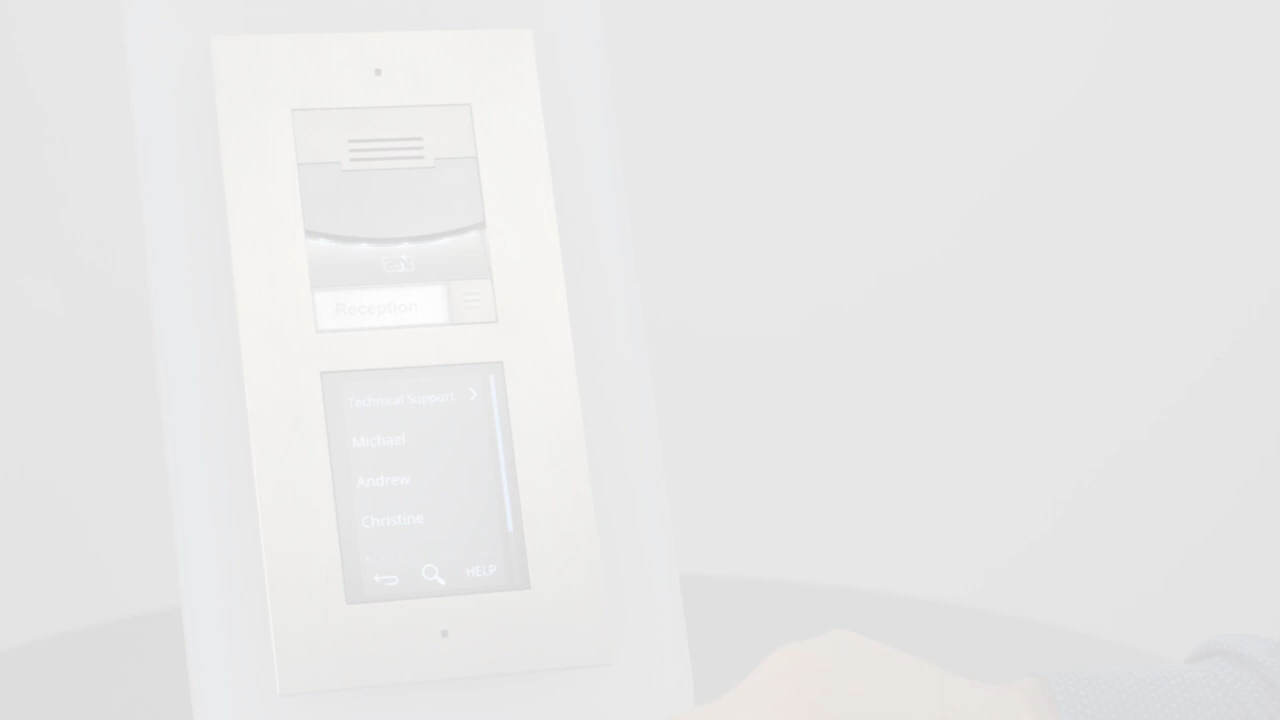 2N
Reception
Technical Support
Michael
Andrew
Christine
HELP